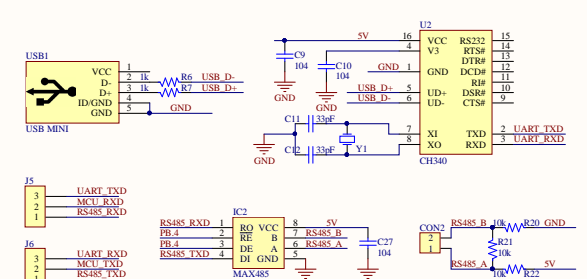 U2
5V
16 VCC RS232 15
4 V3 RTS# 14
DTR# 13
GND 1 GND DCD# 12
RI# 11
USB_D+ 5 UD+ DSR# 10
USB_D- 6 UD- CTS# 9
7 XI TXD 2 UART_TXD
8 XO RXD 3 UART_RXD
CH340
C9
104
GND
C10
104
GND
C11 33pF
C12 33pF
Y1
GND
USB1
VCC 1
D- 2 1k R6 USB_D-
D+ 3 1k R7 USB_D+
ID/GND 4
GND 5 GND
USB MINI
J5
3 UART_TXD
2 MCU_RXD
1 RS485_RXD
J6
3 UART_RXD
2 MCU_TXD
1 RS485_TXD
IC2
RS485_RXD 1 RO VCC 8 5V
PB.4 2 RE B 7 RS485_B
PB.4 3 DE A 6 RS485_A
RS485_TXD 4 DI GND 5
MAX485
C27
104
CON2
2
1
RS485_B 10k R20 GND
R21
10k
RS485_A 10k R22 5V